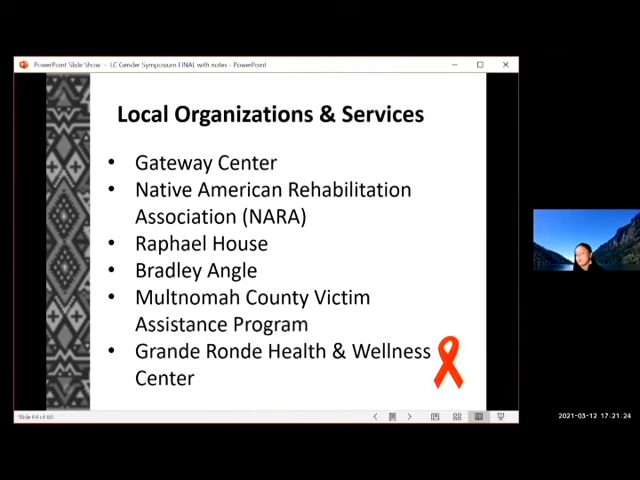 PowerPoint Slide Show - LC Gender Symposium FINAL with notes - PowerPoint
Local Organizations & Services
• Gateway Center
• Native American Rehabilitation
Association (NARA)
• Raphael House
• Bradley Angle
• Multnomah County Victim
Assistance Program
• Grande Ronde Health & Wellness
Center
Slide 64 of 66
2021-03-12 17:21:24